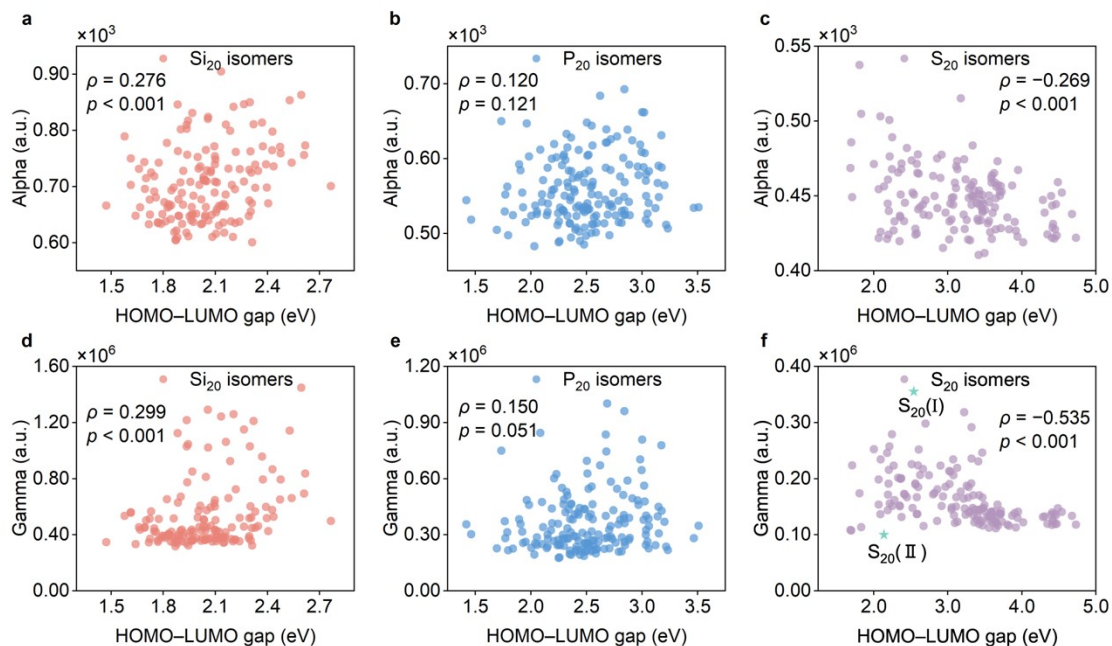 a
×10³
Si₂₀ isomers
ρ = 0.276
p < 0.001
0.90
0.80
0.70
0.60
Alpha (a.u.)
1.5 1.8 2.1 2.4 2.7
HOMO–LUMO gap (eV)
b
×10³
P₂₀ isomers
ρ = 0.120
p = 0.121
0.70
0.60
0.50
Alpha (a.u.)
1.5 2.0 2.5 3.0 3.5
HOMO–LUMO gap (eV)
c
×10³
S₂₀ isomers
ρ = −0.269
p < 0.001
0.55
0.50
0.45
0.40
Alpha (a.u.)
2.0 3.0 4.0 5.0
HOMO–LUMO gap (eV)
d
×10⁶
Si₂₀ isomers
ρ = 0.299
p < 0.001
1.60
1.20
0.80
0.40
0.00
Gamma (a.u.)
1.5 1.8 2.1 2.4 2.7
HOMO–LUMO gap (eV)
e
×10⁶
P₂₀ isomers
ρ = 0.150
p = 0.051
1.20
0.90
0.60
0.30
0.00
Gamma (a.u.)
1.5 2.0 2.5 3.0 3.5
HOMO–LUMO gap (eV)
f
×10⁶
S₂₀ isomers
S₂₀(I)
ρ = −0.535
p < 0.001
S₂₀(II)
0.40
0.30
0.20
0.10
0.00
Gamma (a.u.)
2.0 3.0 4.0 5.0
HOMO–LUMO gap (eV)